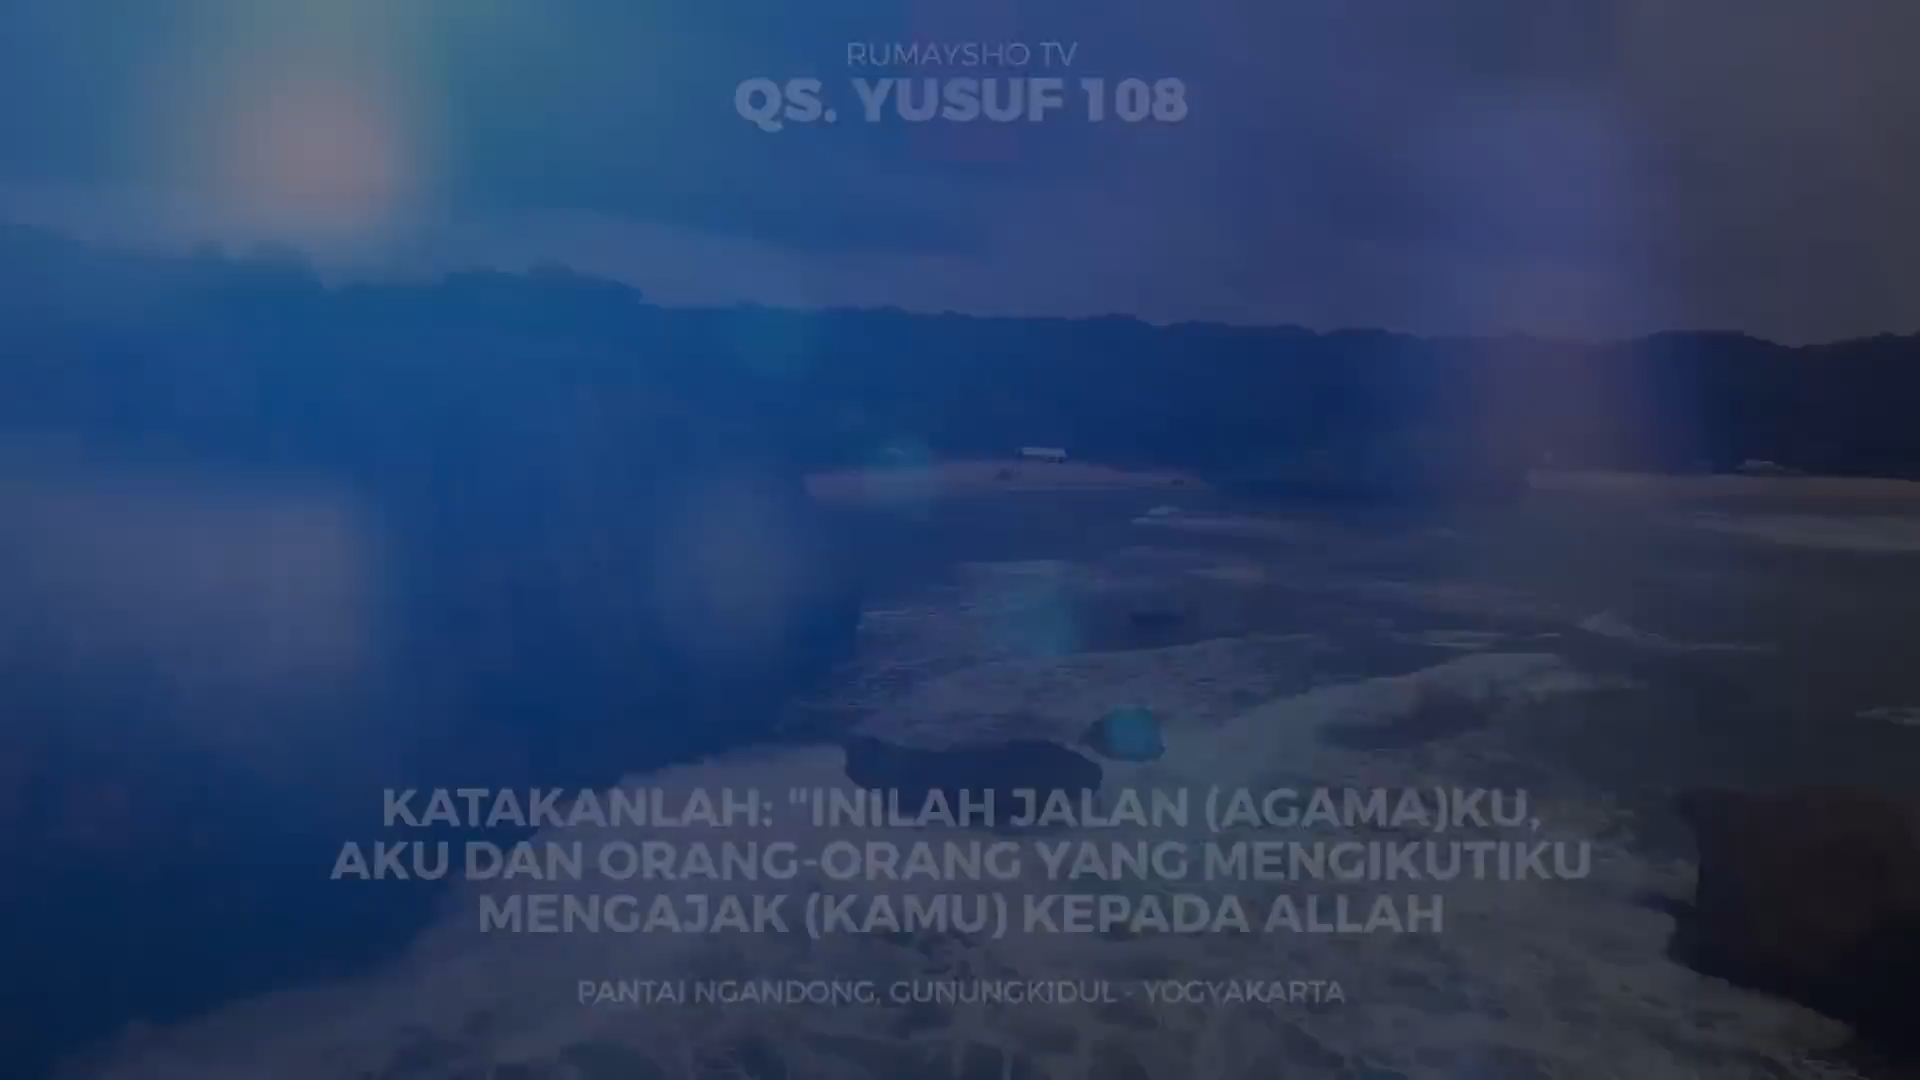 RUMAYSHO TV
QS. YUSUF 108
KATAKANLAH: "INILAH JALAN (AGAMA)KU,
AKU DAN ORANG-ORANG YANG MENGIKUTIKU
MENGAJAK (KAMU) KEPADA ALLAH
PANTAI NGANDONG, GUNUNGKIDUL - YOGYAKARTA